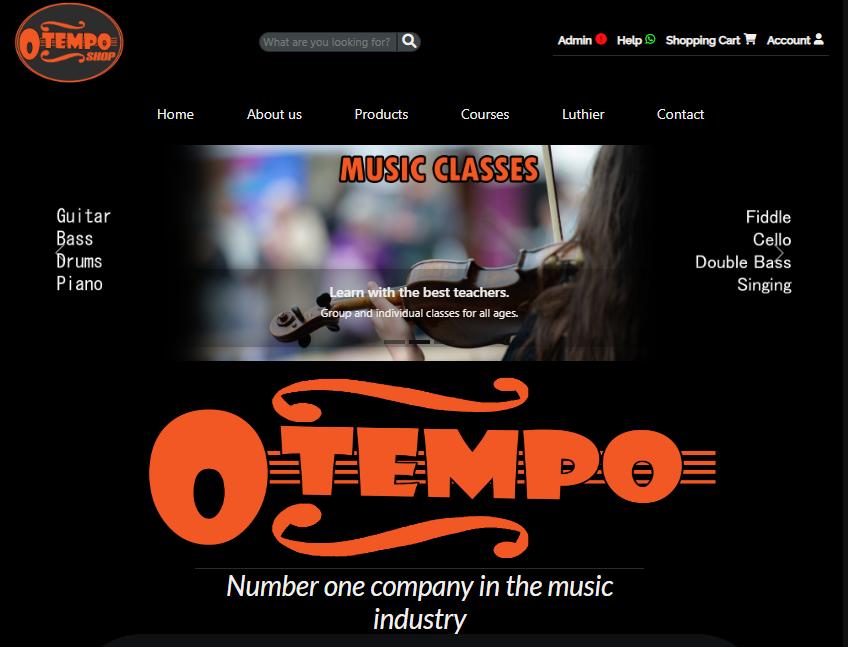 OTEMPO
SHOP
What are you looking for?
Admin Help Shopping Cart Account
Home About us Products Courses Luthier Contact
MUSIC CLASSES
Guitar
Bass
Drums
Piano
Fiddle
Cello
Double Bass
Singing
Learn with the best teachers.
Group and individual classes for all ages.
OTEMPO
Number one company in the music
industry